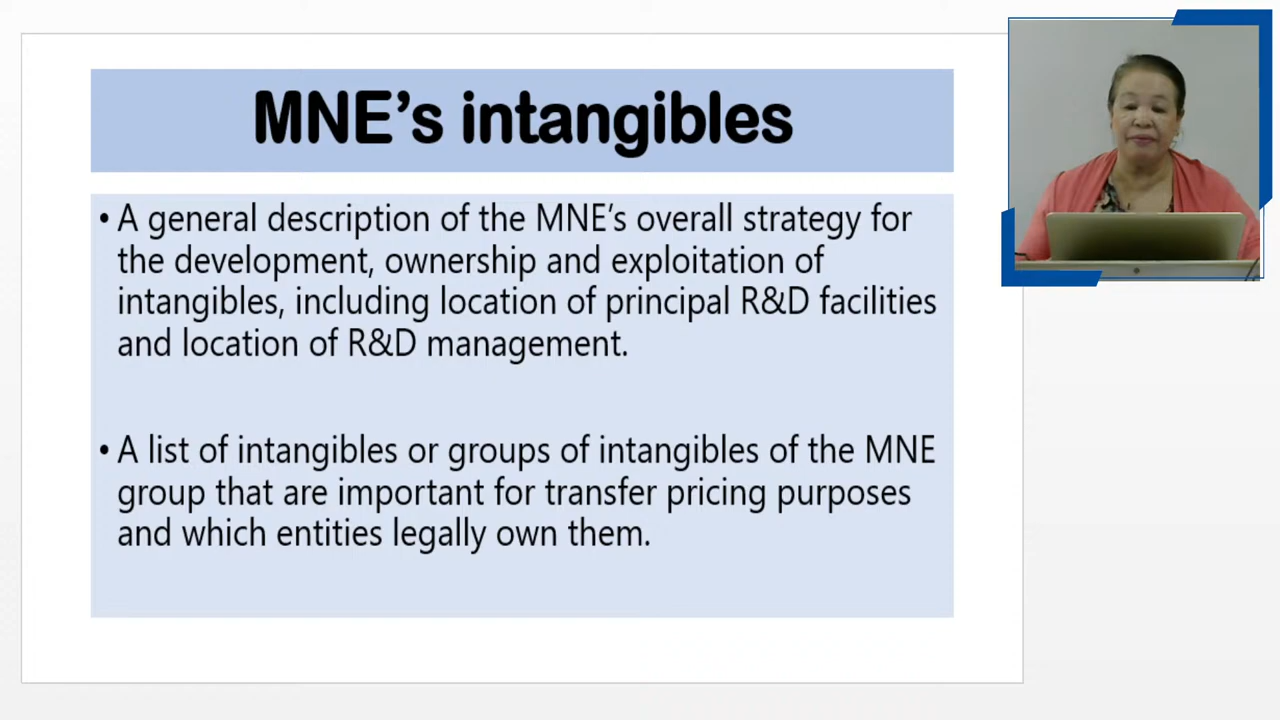 MNE’s intangibles
• A general description of the MNE’s overall strategy for
the development, ownership and exploitation of
intangibles, including location of principal R&D facilities
and location of R&D management.
• A list of intangibles or groups of intangibles of the MNE
group that are important for transfer pricing purposes
and which entities legally own them.